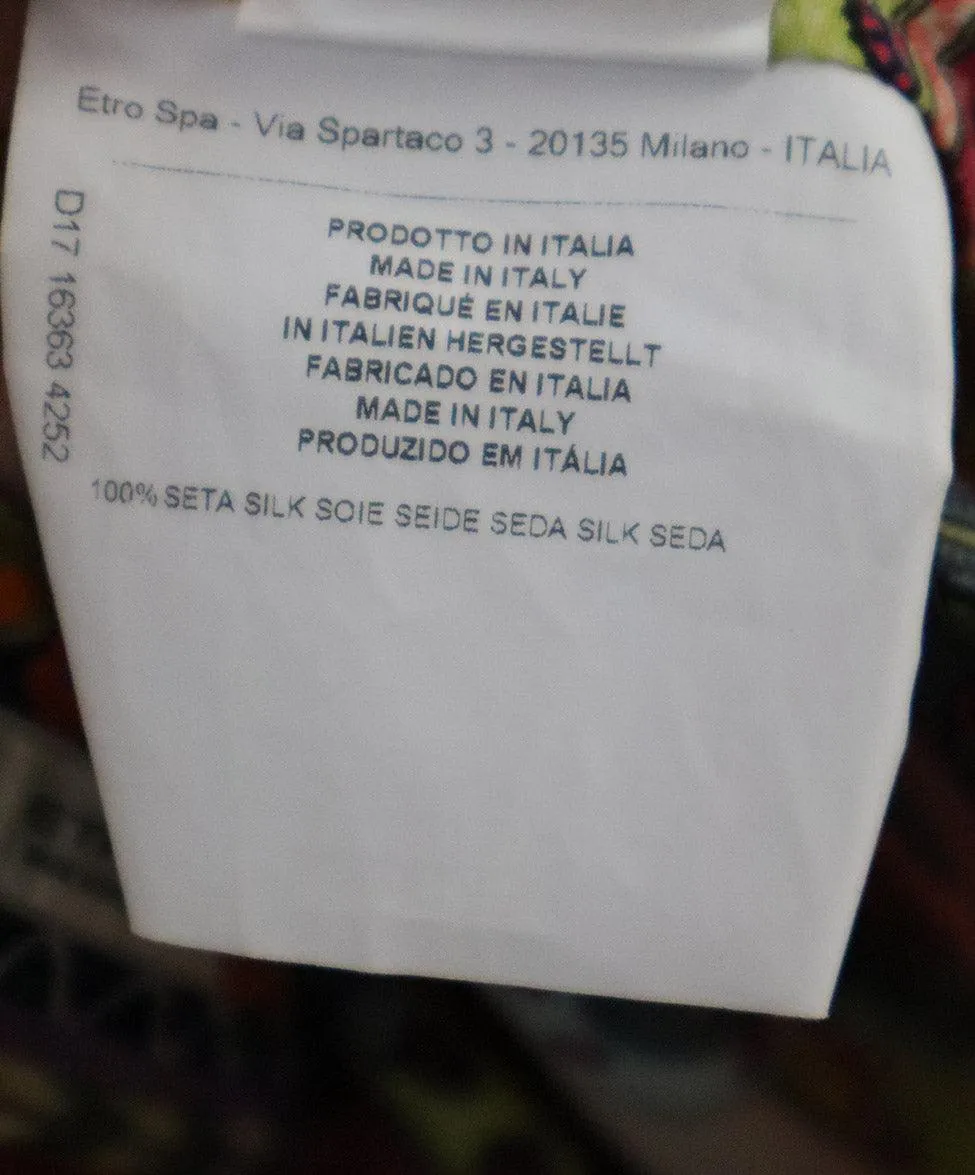 Etro Spa - Via Spartaco 3 - 20135 Milano - ITALIA
D17 16363 4252
PRODOTTO IN ITALIA
MADE IN ITALY
FABRIQUÉ EN ITALIE
IN ITALIEN HERGESTELLT
FABRICADO EN ITALIA
MADE IN ITALY
PRODUZIDO EM ITÁLIA
100% SETA SILK SOIE SEIDE SEDA SILK SEDA